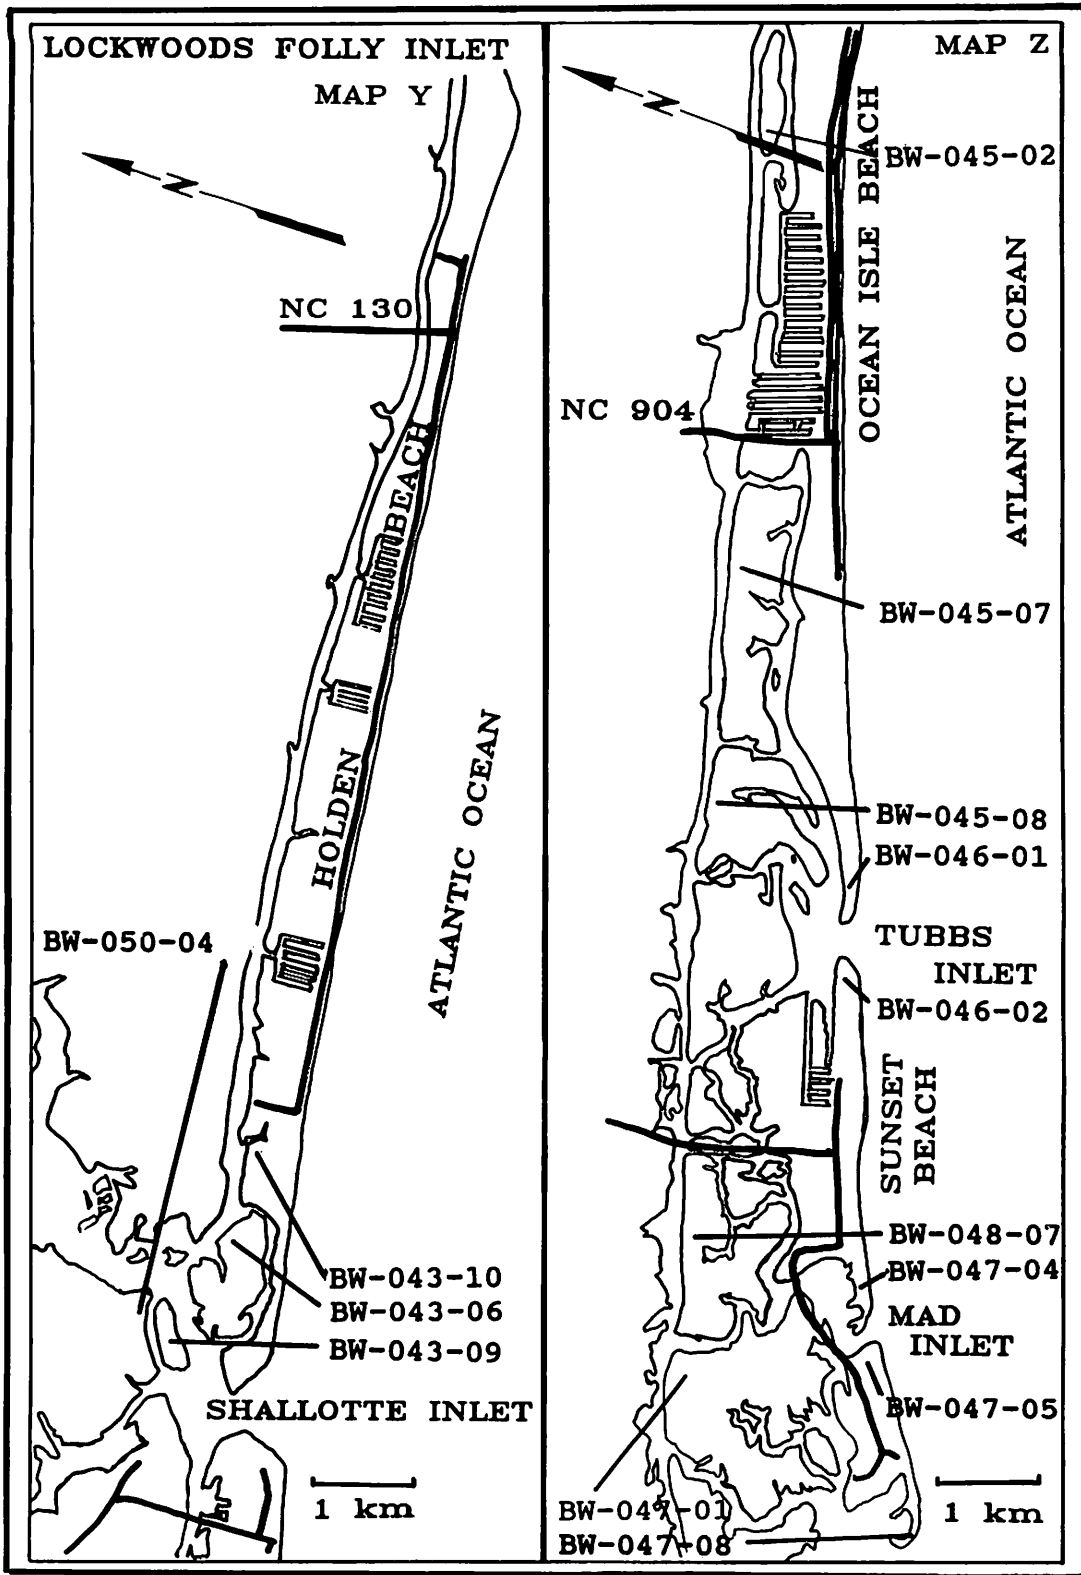 LOCKWOODS FOLLY INLET
MAP Y
N
NC 130
HOLDEN BEACH
ATLANTIC OCEAN
BW-050-04
BW-043-10
BW-043-06
BW-043-09
SHALLOTTE INLET
1 km
MAP Z
N
BW-045-02
OCEAN ISLE BEACH
ATLANTIC OCEAN
NC 904
BW-045-07
BW-045-08
BW-046-01
TUBBS
INLET
BW-046-02
SUNSET
BEACH
BW-048-07
BW-047-04
MAD
INLET
BW-047-05
BW-047-01
BW-047-08
1 km